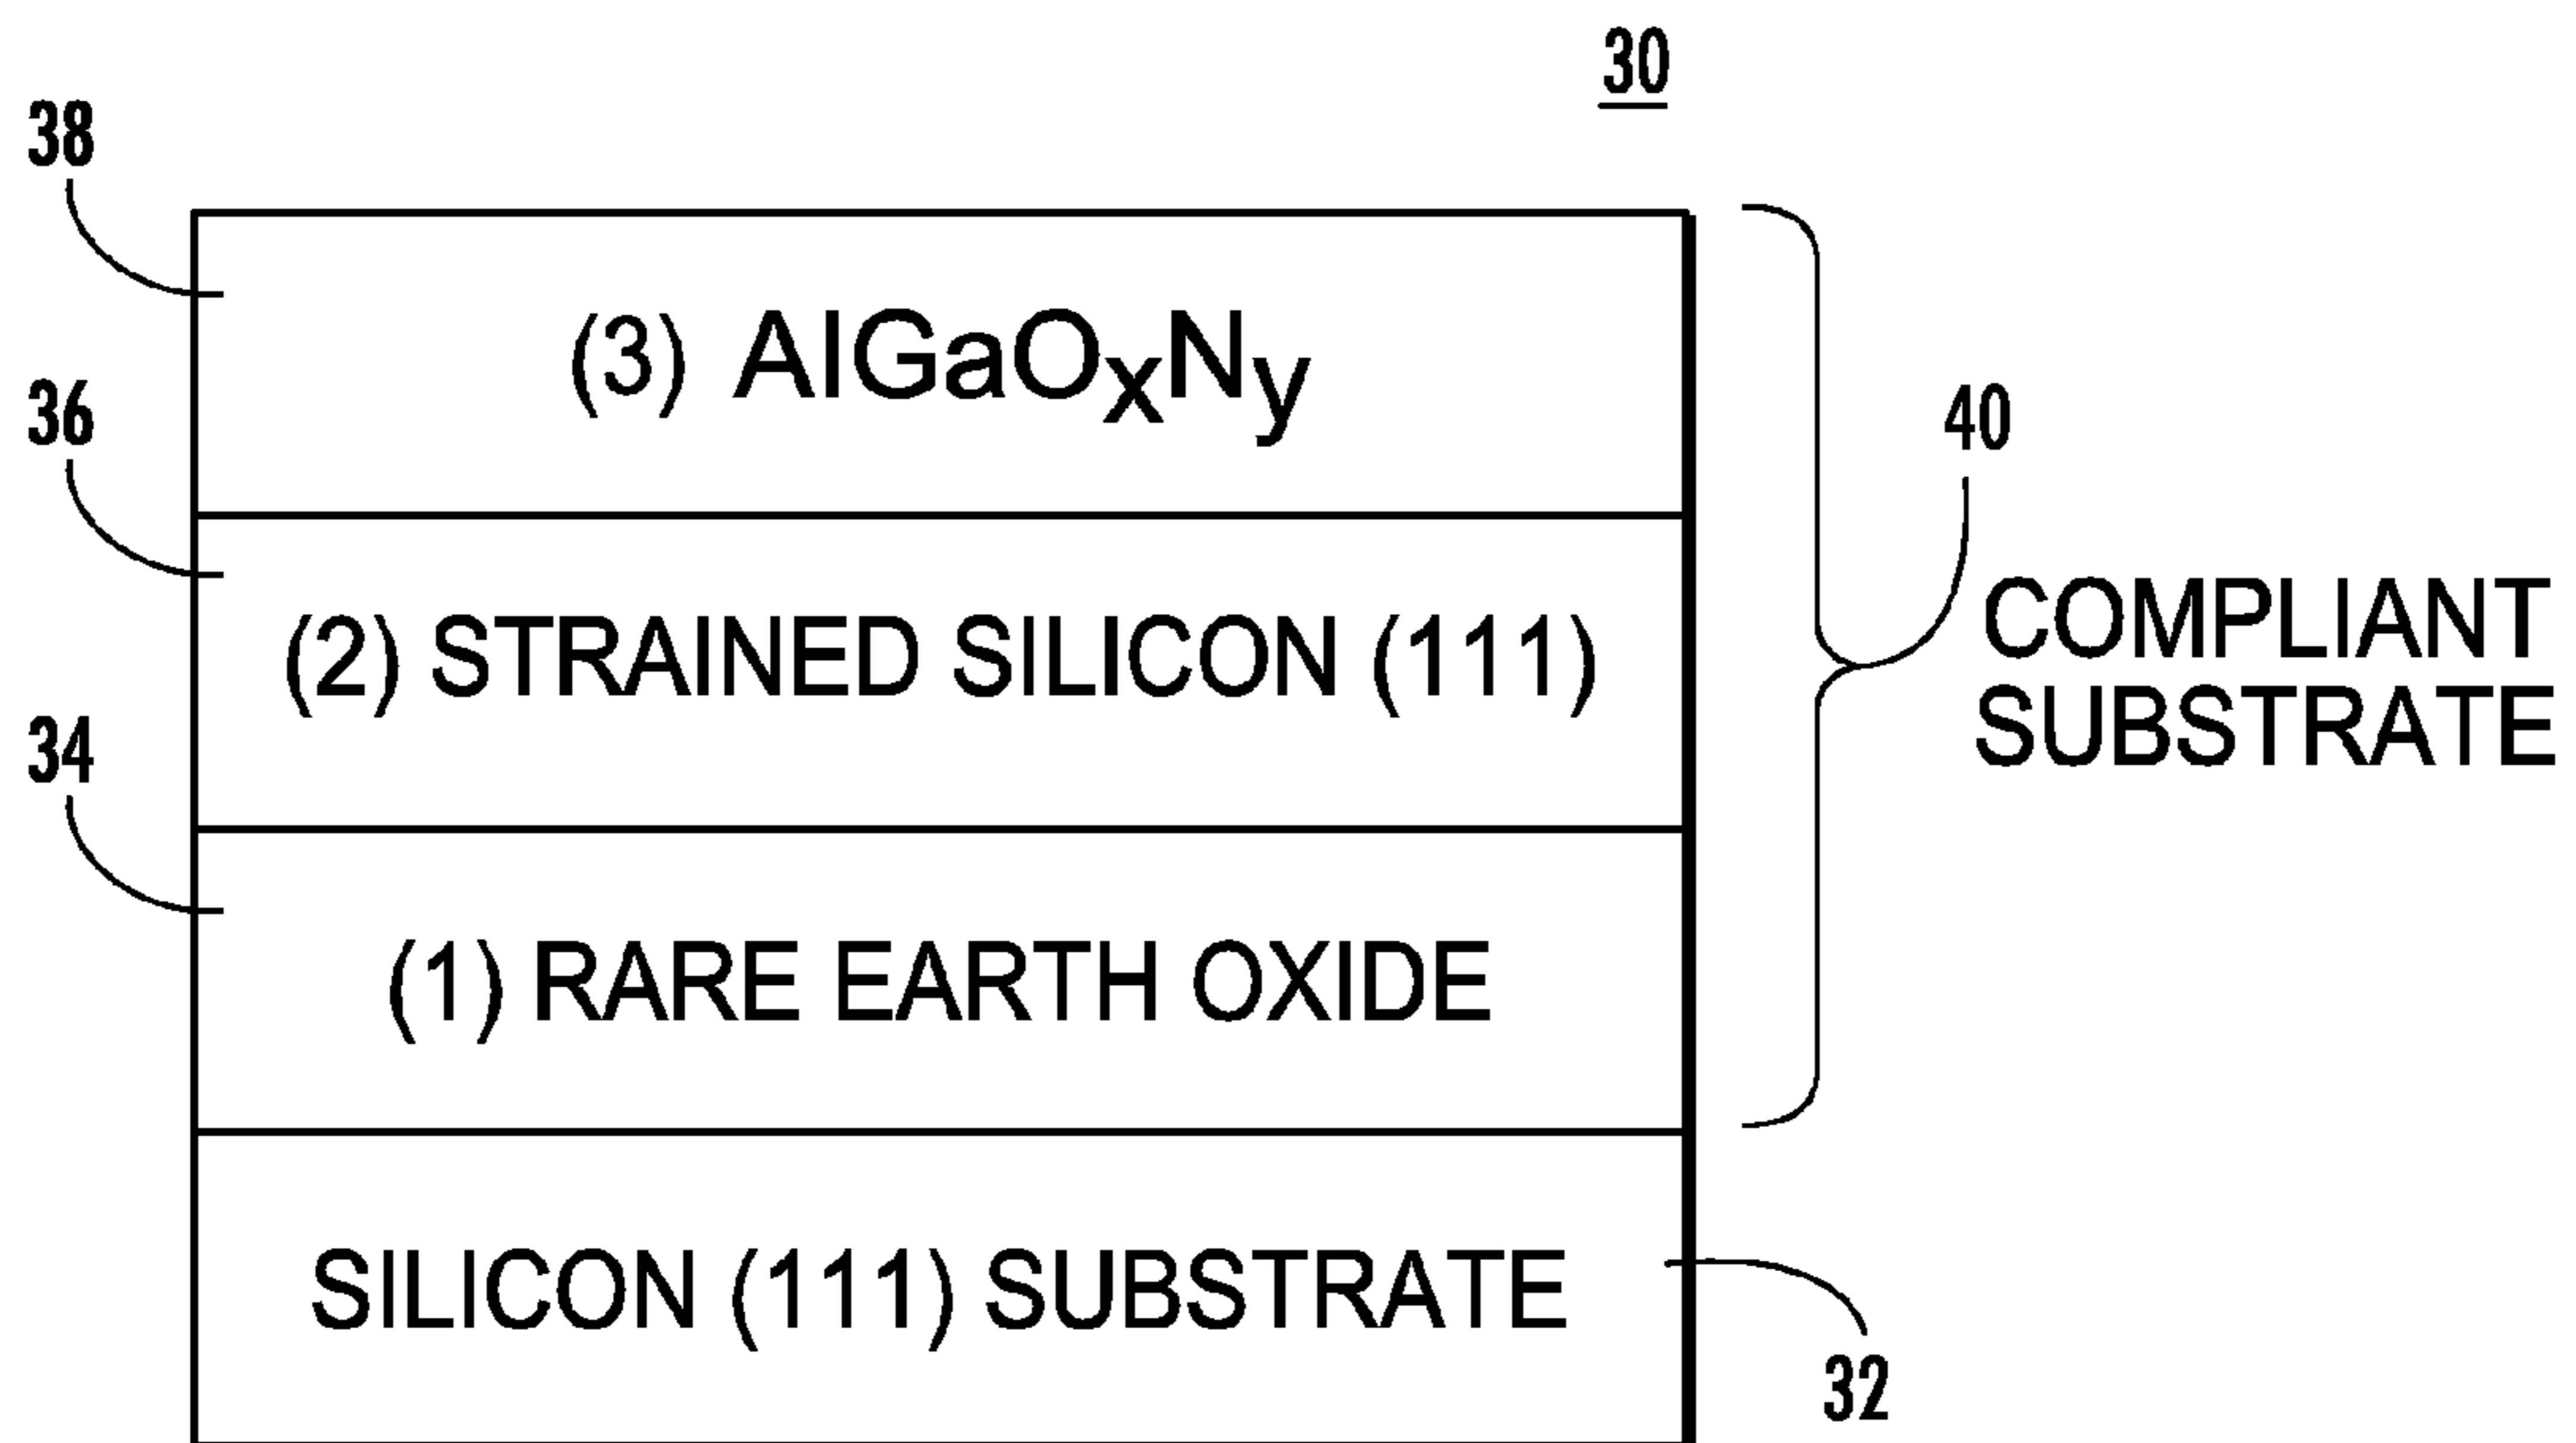 30
38
(3) AlGaOxNy
36
40
(2) STRAINED SILICON (111)
COMPLIANT
SUBSTRATE
34
(1) RARE EARTH OXIDE
SILICON (111) SUBSTRATE
32